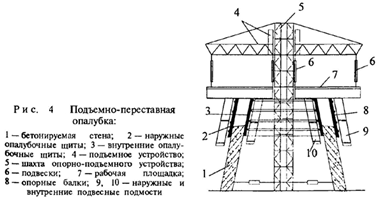 Рис. 4 Подъемно-переставная
опалубка:
1 — бетонируемая стена; 2 — наружные
опалубочные щиты; 3 — внутренние опалу-
бочные щиты; 4 — подъемное устройство;
5 — шахта опорно-подъемного устройства;
6 — подвески; 7 — рабочая площадка;
8 — опорные балки; 9, 10 — наружные и
внутренние подвесные подмости
4
5
6
6
7
3
8
2
9
10
1